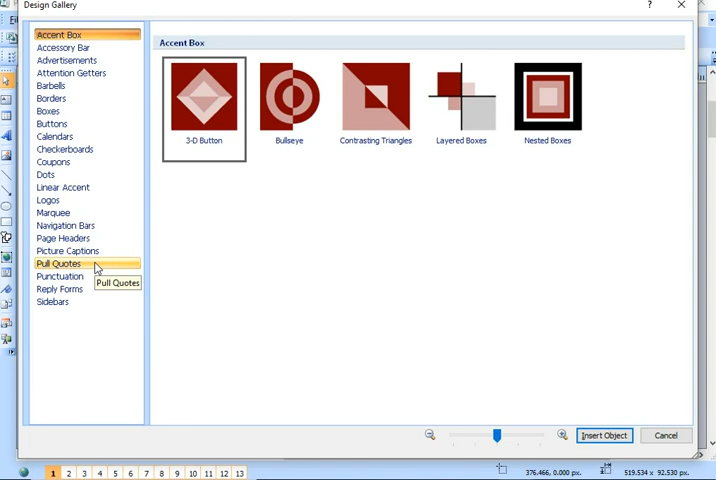 Design Gallery
?
Accent Box
Accessory Bar
Advertisements
Attention Getters
Barbells
Borders
Boxes
Buttons
Calendars
Checkerboards
Coupons
Dots
Linear Accent
Logos
Marquee
Navigation Bars
Page Headers
Picture Captions
Pull Quotes
Punctuation
Pull Quotes
Reply Forms
Sidebars
Accent Box
3-D Button
Bullseye
Contrasting Triangles
Layered Boxes
Nested Boxes
Insert Object
Cancel
1 2 3 4 5 6 7 8 9 10 11 12 13
376.466, 0.000 px.
519.534 x 92.530 px.